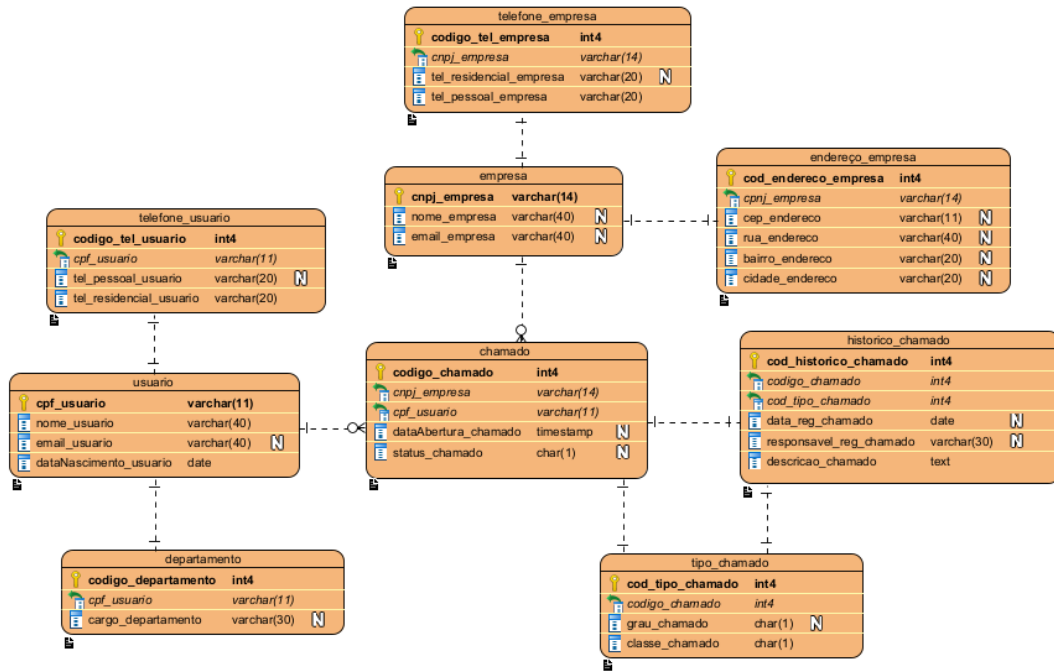 telefone_empresa
codigo_tel_empresa int4
cnpj_empresa varchar(14)
tel_residencial_empresa varchar(20) N
tel_pessoal_empresa varchar(20)
empresa
cnpj_empresa varchar(14)
nome_empresa varchar(40) N
email_empresa varchar(40) N
endereço_empresa
cod_endereco_empresa int4
cpnj_empresa varchar(14)
cep_endereco varchar(11) N
rua_endereco varchar(40) N
bairro_endereco varchar(20) N
cidade_endereco varchar(20) N
telefone_usuario
codigo_tel_usuario int4
cpf_usuario varchar(11)
tel_pessoal_usuario varchar(20) N
tel_residencial_usuario varchar(20)
usuario
cpf_usuario varchar(11)
nome_usuario varchar(40)
email_usuario varchar(40) N
dataNascimento_usuario date
chamado
codigo_chamado int4
cnpj_empresa varchar(14)
cpf_usuario varchar(11)
dataAbertura_chamado timestamp N
status_chamado char(1) N
historico_chamado
cod_historico_chamado int4
codigo_chamado int4
cod_tipo_chamado int4
data_reg_chamado date N
responsavel_reg_chamado varchar(30) N
descricao_chamado text
departamento
codigo_departamento int4
cpf_usuario varchar(11)
cargo_departamento varchar(30) N
tipo_chamado
cod_tipo_chamado int4
codigo_chamado int4
grau_chamado char(1) N
classe_chamado char(1)